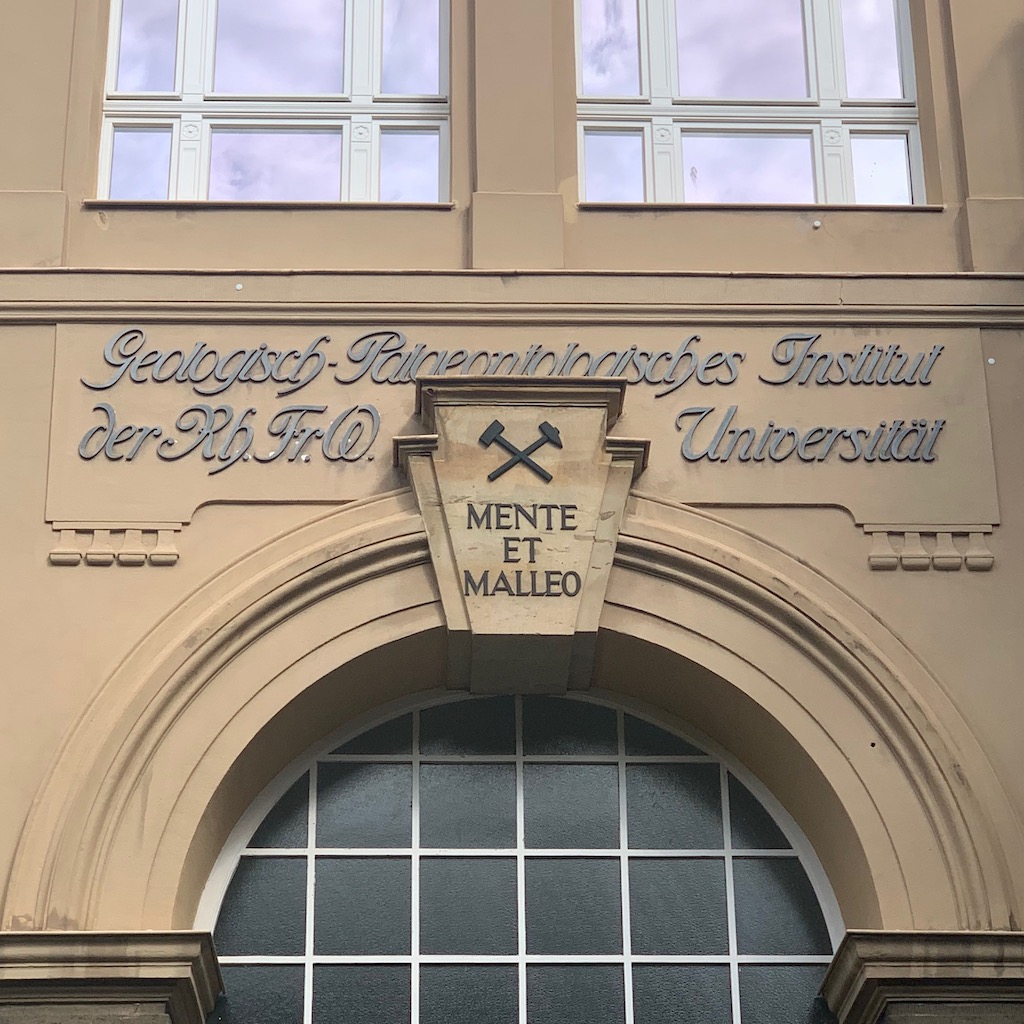 Geologisch-Palaeontologisches Institut
der Rh. Fr. W. Universität
MENTE
ET
MALLEO